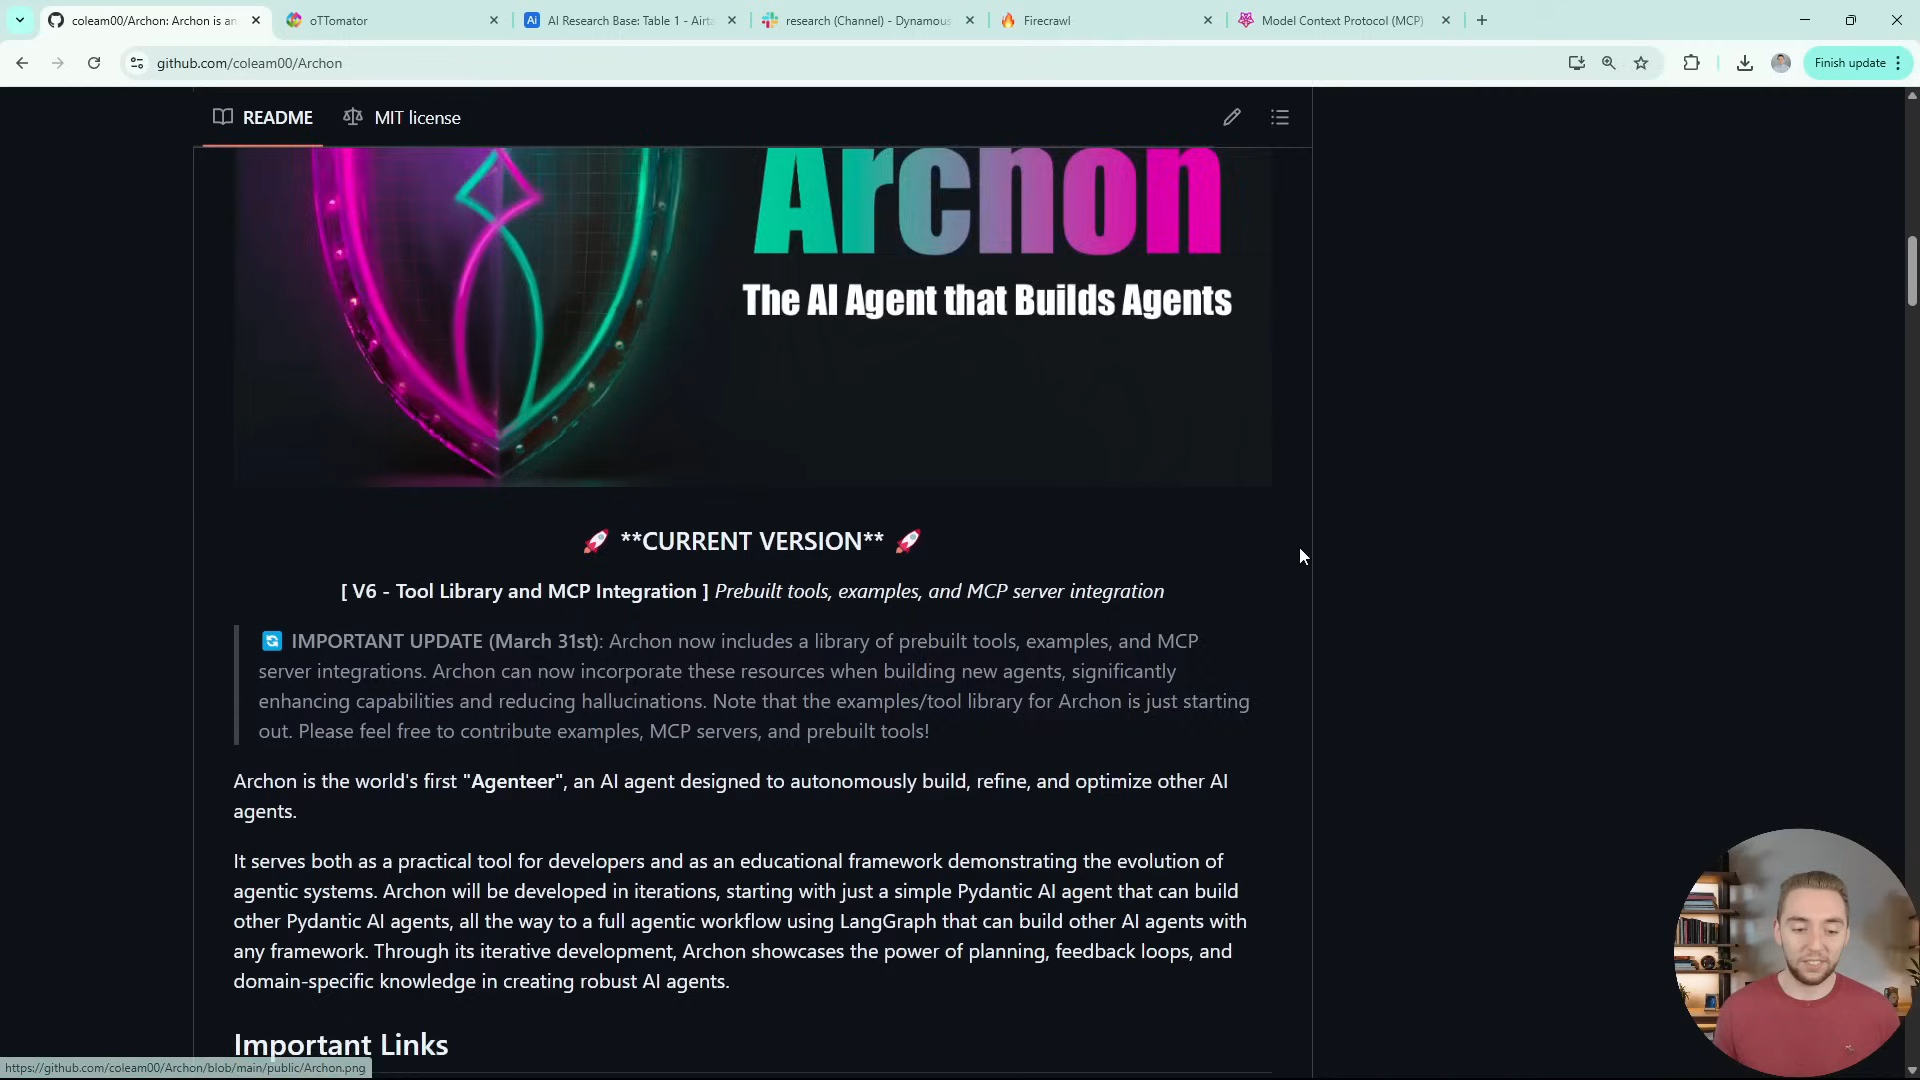 coleam00/Archon: Archon is an
oTTomator
AI Research Base: Table 1 - Airta
research (Channel) - Dynamous
Firecrawl
Model Context Protocol (MCP)
github.com/coleam00/Archon
Finish update
README
MIT license
Archon
The AI Agent that Builds Agents
🚀 **CURRENT VERSION** 🚀
[ V6 - Tool Library and MCP Integration ] Prebuilt tools, examples, and MCP server integration
🔄 IMPORTANT UPDATE (March 31st): Archon now includes a library of prebuilt tools, examples, and MCP
server integrations. Archon can now incorporate these resources when building new agents, significantly
enhancing capabilities and reducing hallucinations. Note that the examples/tool library for Archon is just starting
out. Please feel free to contribute examples, MCP servers, and prebuilt tools!
Archon is the world's first "Agenteer", an AI agent designed to autonomously build, refine, and optimize other AI
agents.
It serves both as a practical tool for developers and as an educational framework demonstrating the evolution of
agentic systems. Archon will be developed in iterations, starting with just a simple Pydantic AI agent that can build
other Pydantic AI agents, all the way to a full agentic workflow using LangGraph that can build other AI agents with
any framework. Through its iterative development, Archon showcases the power of planning, feedback loops, and
domain-specific knowledge in creating robust AI agents.
Important Links
https://github.com/coleam00/Archon/blob/main/public/Archon.png